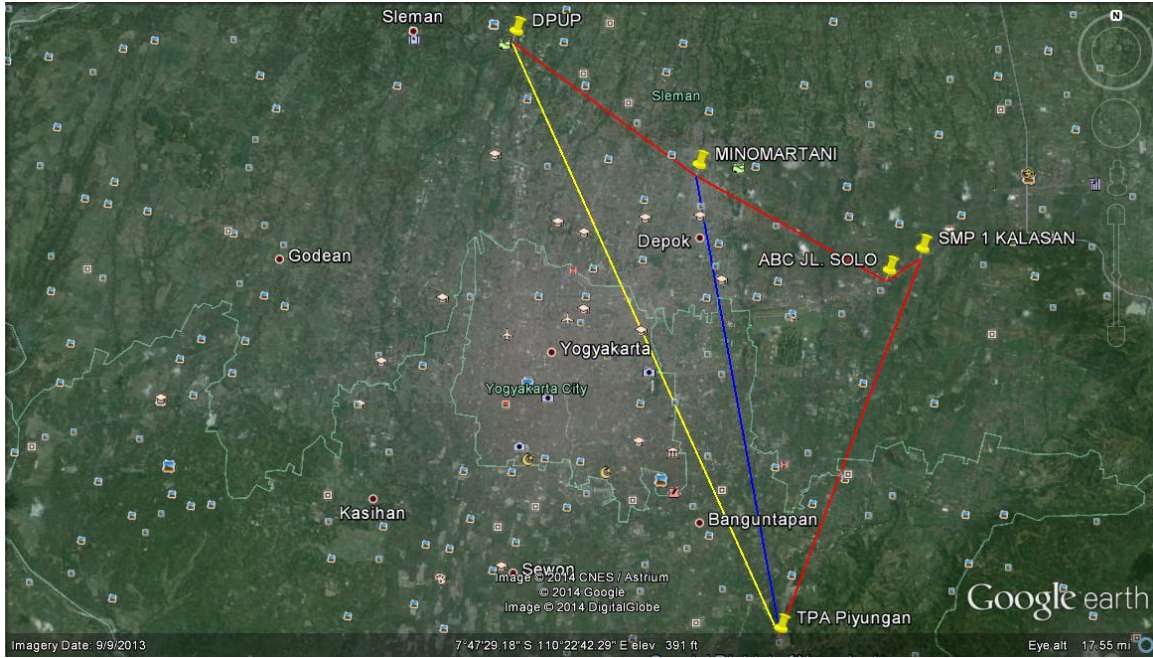 N
Sleman
DPUP
Sleman
MINOMARTANI
Depok
SMP 1 KALASAN
ABC JL. SOLO
Godean
H
Yogyakarta
Yogyakarta City
H
Kasihan
Banguntapan
Sewon
Image © 2014 CNES / Astrium
© 2014 Google
Image © 2014 DigitalGlobe
Google earth
TPA Piyungan
Imagery Date: 9/9/2013
7°47'29.18" S 110°22'42.29" E elev 391 ft
Eye alt 17.55 mi